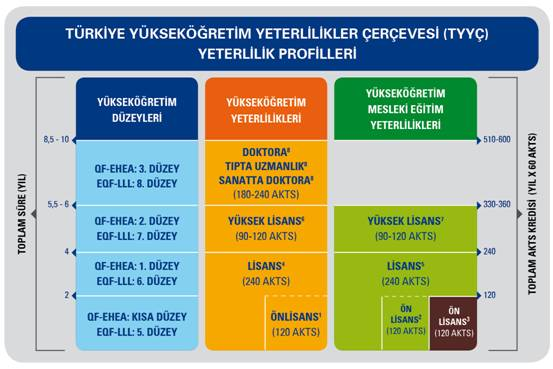 TÜRKİYE YÜKSEKÖĞRETİM YETERLİLİKLER ÇERÇEVESİ (TYYÇ)
YETERLİLİK PROFİLLERİ
YÜKSEKÖĞRETİM
DÜZEYLERİ
YÜKSEKÖĞRETİM
YETERLİLİKLERİ
YÜKSEKÖĞRETİM
MESLEKİ EĞİTİM
YETERLİLİKLERİ
TOPLAM SÜRE (YIL)
8,5 - 10
5,5 - 6
4
2
QF-EHEA: 3. DÜZEY
EQF-LLL: 8. DÜZEY
DOKTORA⁸
TIPTA UZMANLIK⁸
SANATTA DOKTORA⁸
(180-240 AKTS)
QF-EHEA: 2. DÜZEY
EQF-LLL: 7. DÜZEY
YÜKSEK LİSANS⁶
(90-120 AKTS)
YÜKSEK LİSANS⁷
(90-120 AKTS)
QF-EHEA: 1. DÜZEY
EQF-LLL: 6. DÜZEY
LİSANS⁴
(240 AKTS)
LİSANS⁵
(240 AKTS)
QF-EHEA: KISA DÜZEY
EQF-LLL: 5. DÜZEY
ÖNLİSANS¹
(120 AKTS)
ÖN
LİSANS²
(120 AKTS)
ÖN
LİSANS³
(120 AKTS)
510-600
330-360
240
120
TOPLAM AKTS KREDİSİ (YIL X 60 AKTS)